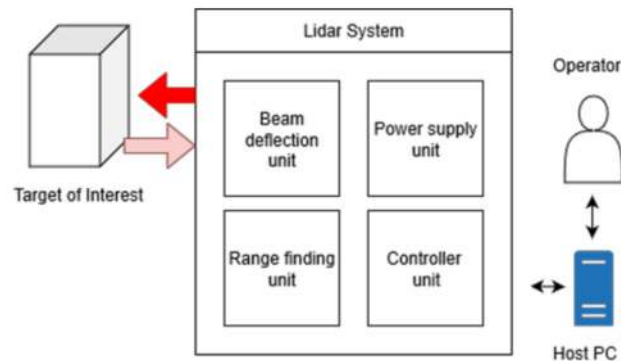 Lidar System
Operator
Beam
deflection
unit
Power supply
unit
Target of Interest
Range finding
unit
Controller
unit
Host PC